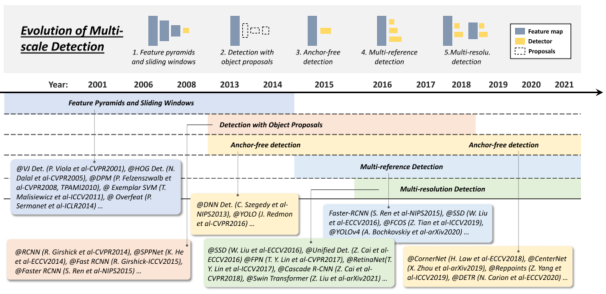 Evolution of Multi-
scale Detection
1. Feature pyramids
and sliding windows
2. Detection with
object proposals
3. Anchor-free
detection
4. Multi-reference
detection
5.Multi-resolu.
detection
Feature map
Detector
Proposals
Year: 2001 2006 2008 2013 2014 2015 2016 2017 2018 2019 2020 2021
Feature Pyramids and Sliding Windows
Detection with Object Proposals
Anchor-free detection Anchor-free detection
Multi-reference Detection
Multi-resolution Detection
@VJ Det. (P. Viola et al-CVPR2001), @HOG Det. (N.
Dalal et al-CVPR2005), @DPM (P. Felzenszwalb et
al-CVPR2008, TPAMI2010), @ Exemplar SVM (T.
Malisiewicz et al-ICCV2011), @ Overfeat (P.
Sermanet et al-ICLR2014) ...
@DNN Det. (C. Szegedy et al-
NIPS2013), @YOLO (J. Redmon
et al-CVPR2016) ...
Faster-RCNN (S. Ren et al-NIPS2015), @SSD (W. Liu
et al-ECCV2016), @FCOS (Z. Tian et al-ICCV2019),
@YOLOv4 (A. Bochkovskiy et al-arXiv2020) ...
@RCNN (R. Girshick et al-CVPR2014), @SPPNet (K. He
et al-ECCV2014), @Fast RCNN (R. Girshick-ICCV2015),
@Faster RCNN (S. Ren et al-NIPS2015) ...
@SSD (W. Liu et al-ECCV2016), @Unified Det. (Z. Cai et al-
ECCV2016) @FPN (T. Y. Lin et al-CVPR2017), @RetinaNet(T.
Y. Lin et al-ICCV2017), @Cascade R-CNN (Z. Cai et al-
CVPR2018), @Swin Transformer (Z. Liu et al-arXiv2021) ...
@CornerNet (H. Law et al-ECCV2018), @CenterNet
(X. Zhou et al-arXiv2019), @Reppoints (Z. Yang et
al-ICCV2019), @DETR (N. Carion et al-ECCV2020) ...